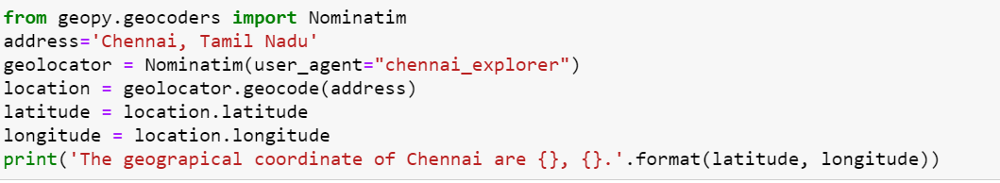 from geopy.geocoders import Nominatim
address='Chennai, Tamil Nadu'
geolocator = Nominatim(user_agent="chennai_explorer")
location = geolocator.geocode(address)
latitude = location.latitude
longitude = location.longitude
print('The geograpical coordinate of Chennai are {}, {}.'.format(latitude, longitude))